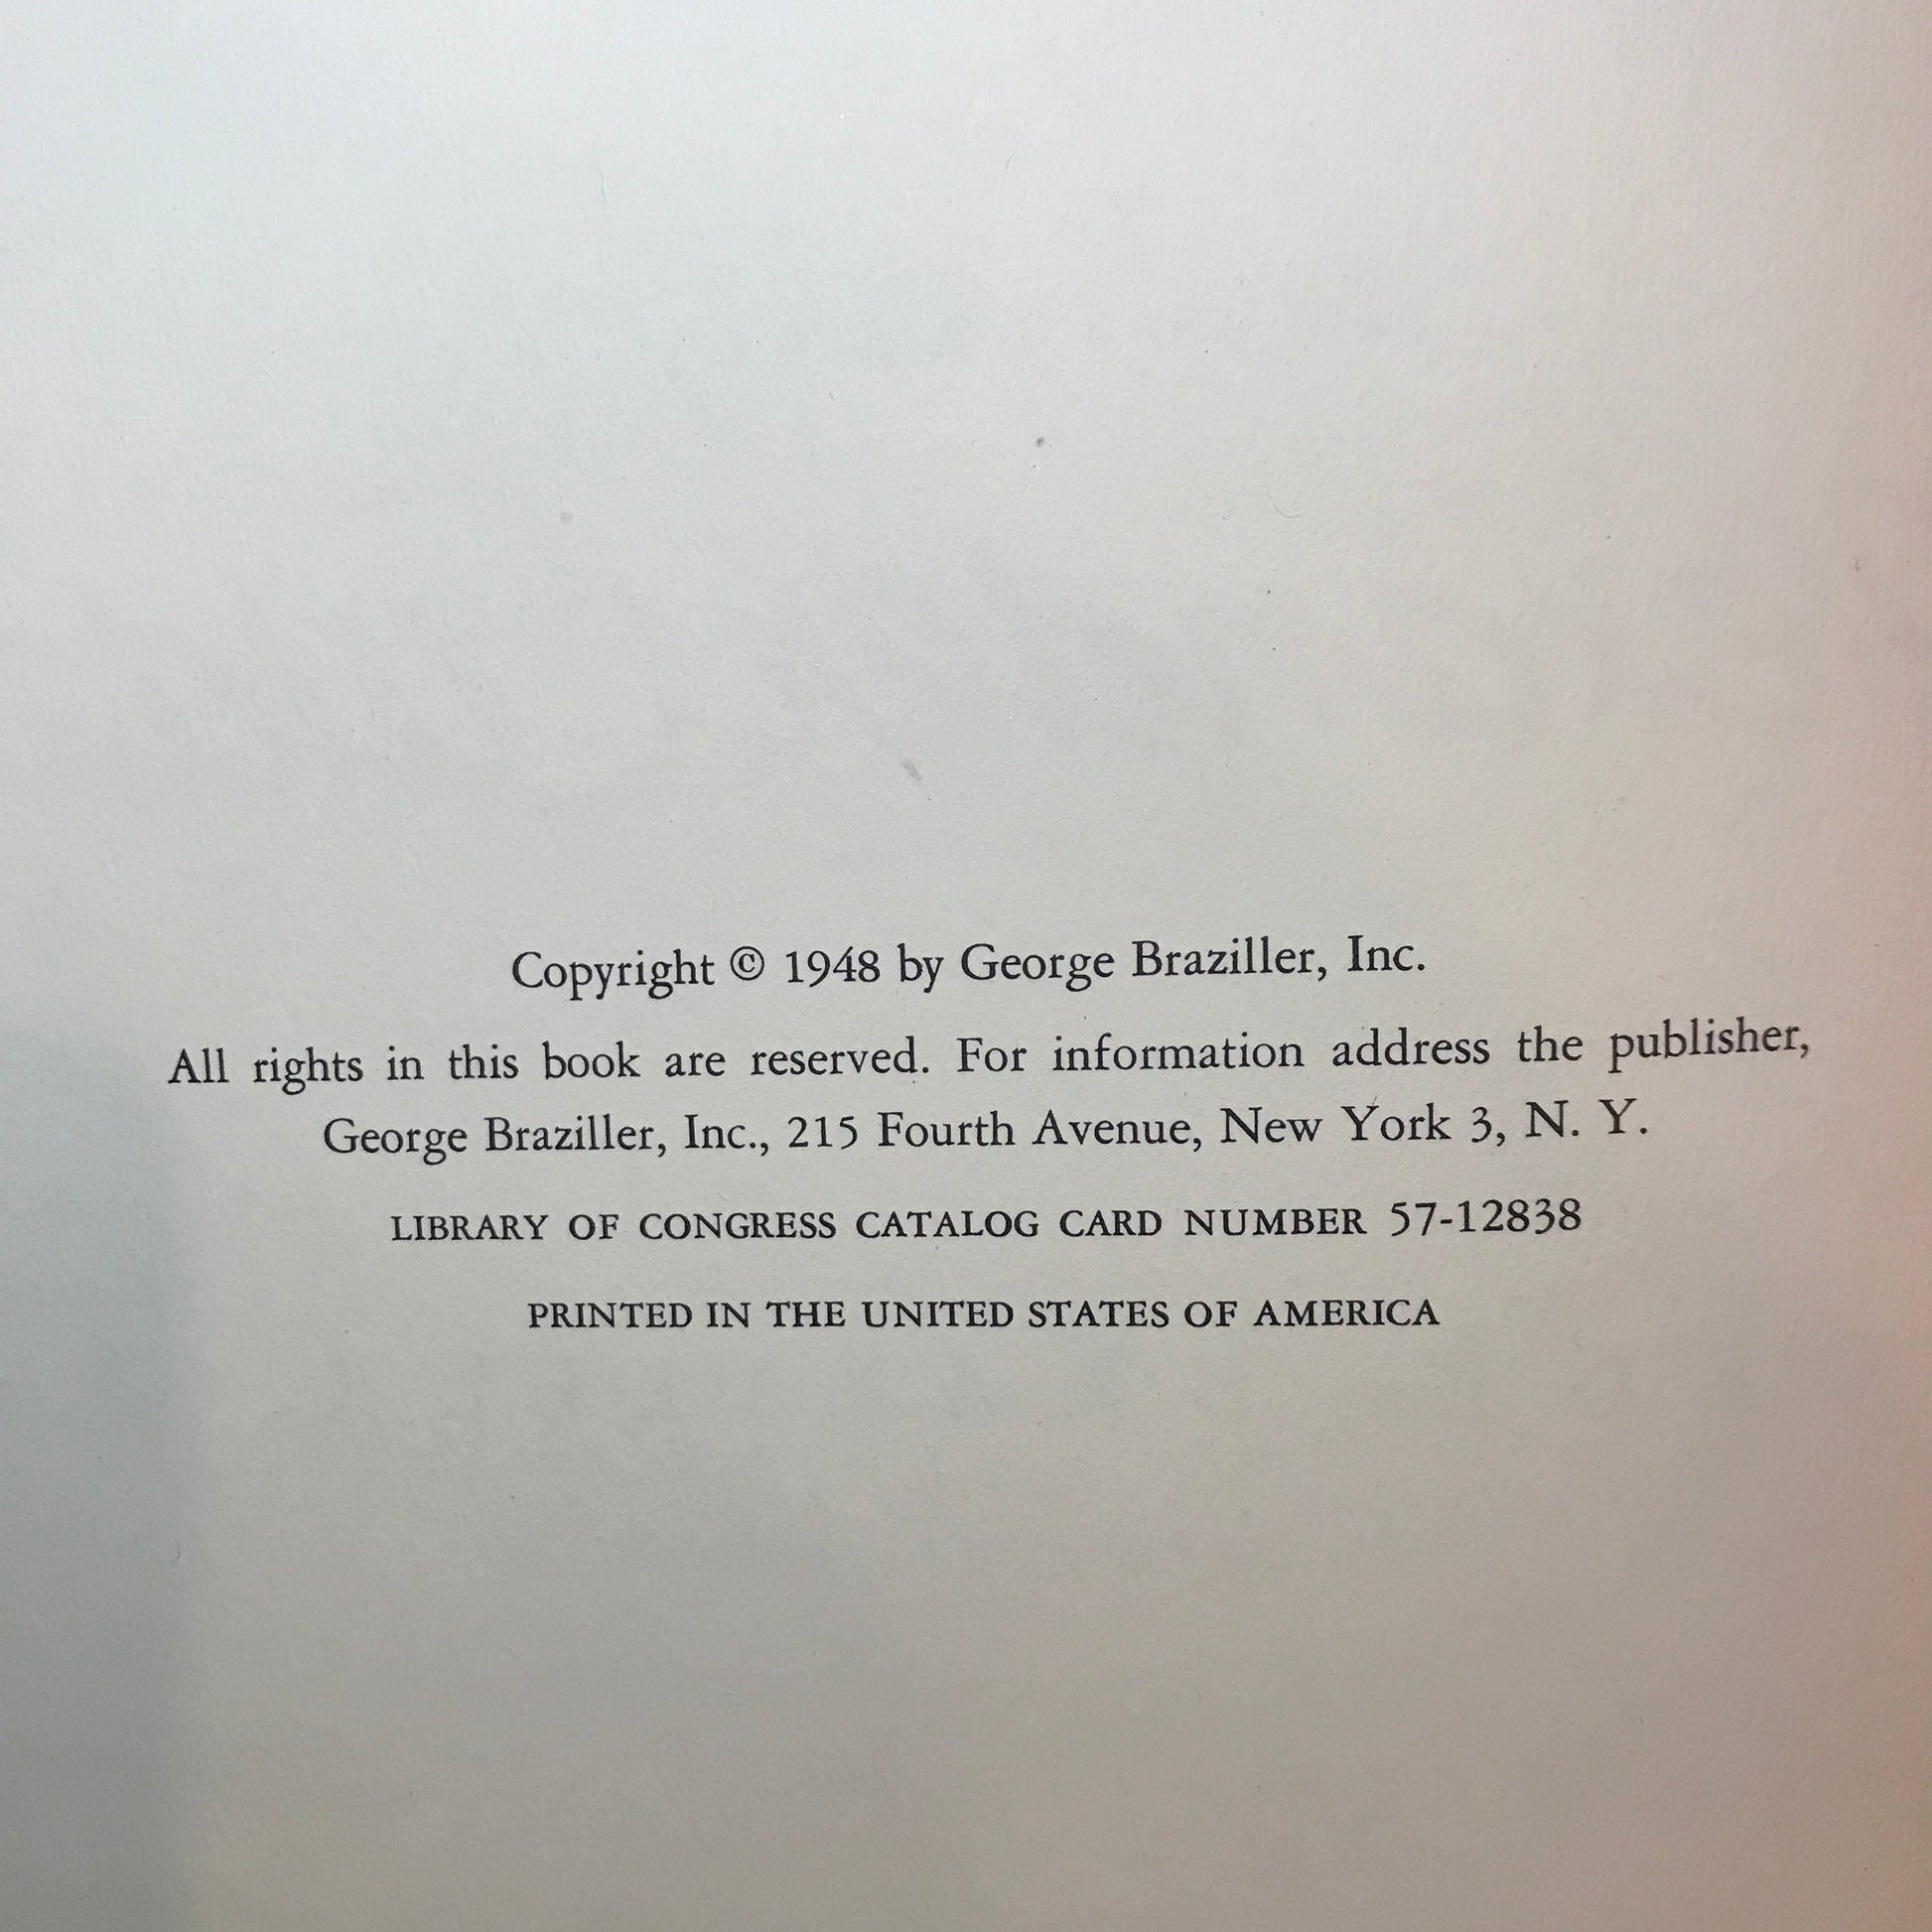 Copyright © 1948 by George Braziller, Inc.
All rights in this book are reserved. For information address the publisher,
George Braziller, Inc., 215 Fourth Avenue, New York 3, N. Y.
LIBRARY OF CONGRESS CATALOG CARD NUMBER 57-12838
PRINTED IN THE UNITED STATES OF AMERICA